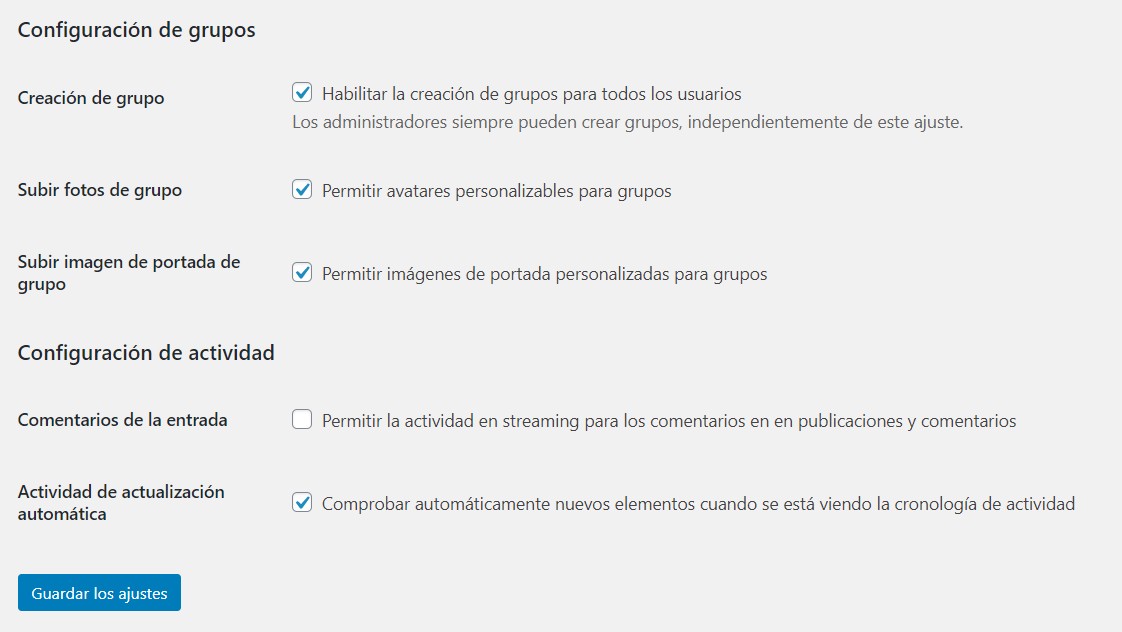 Configuración de grupos
Creación de grupo
Habilitar la creación de grupos para todos los usuarios
Los administradores siempre pueden crear grupos, independientemente de este ajuste.
Subir fotos de grupo
Permitir avatares personalizables para grupos
Subir imagen de portada de
grupo
Permitir imágenes de portada personalizadas para grupos
Configuración de actividad
Comentarios de la entrada
Permitir la actividad en streaming para los comentarios en en publicaciones y comentarios
Actividad de actualización
automática
Comprobar automáticamente nuevos elementos cuando se está viendo la cronología de actividad
Guardar los ajustes